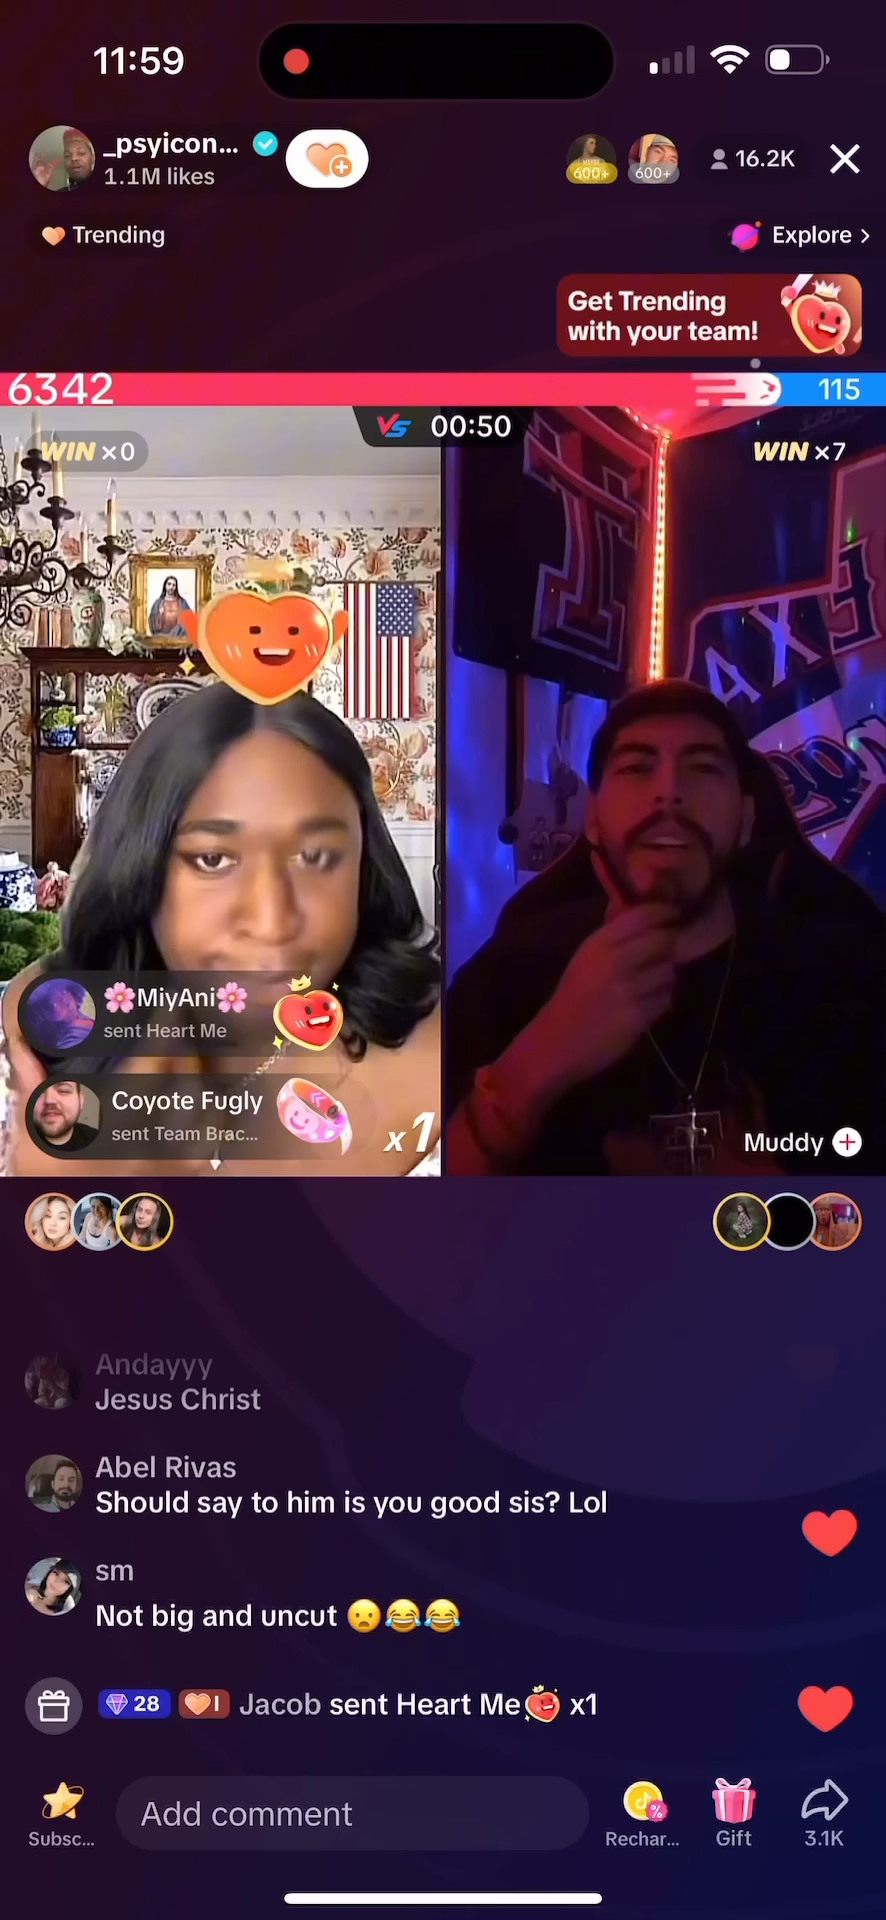 11:59
_psyicon...
1.1M likes
600+
600+
16.2K
Trending
Explore >
Get Trending
with your team!
6342
115
VS 00:50
WIN x0
WIN x7
🌸MiyAni🌸
sent Heart Me
Coyote Fugly
sent Team Brac...
x1
Muddy
Andayyy
Jesus Christ
Abel Rivas
Should say to him is you good sis? Lol
sm
Not big and uncut 😦😂😂
28 I Jacob sent Heart Me x1
Add comment
Subsc...
Rechar...
Gift
3.1K